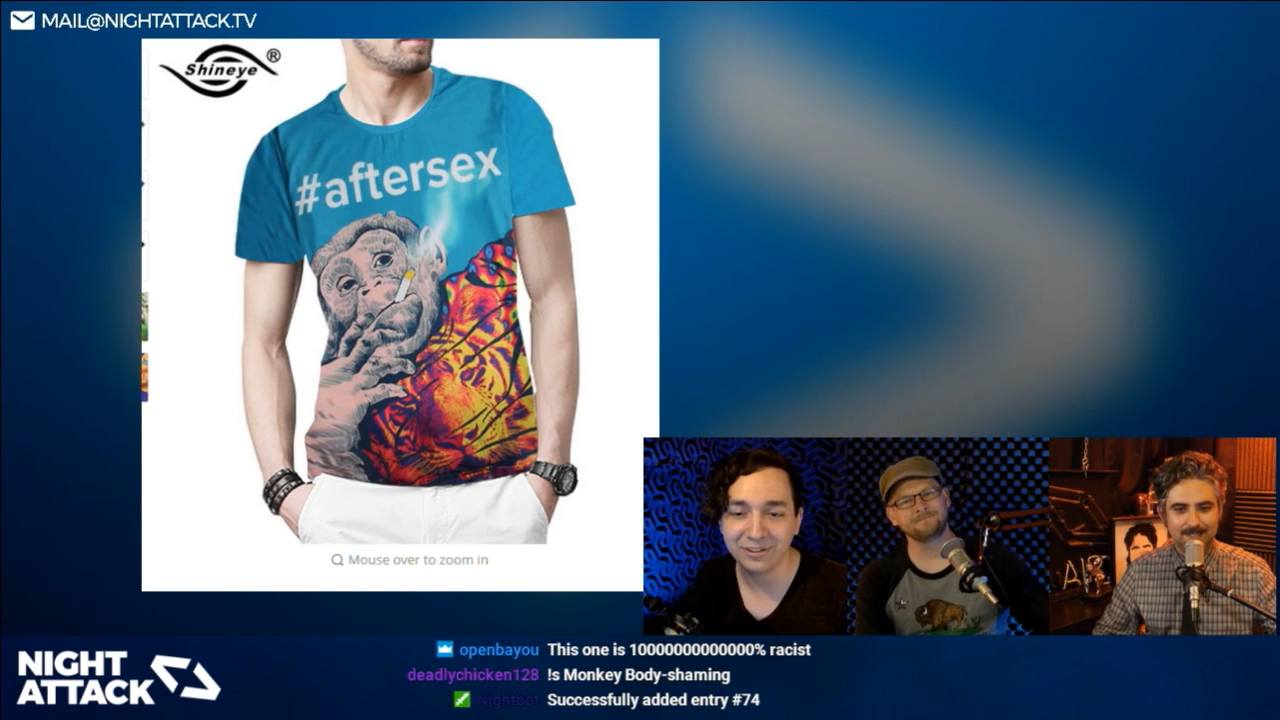 MAIL@NIGHTATTACK.TV
Shineye®
#aftersex
Mouse over to zoom in
openbayou This one is 10000000000000% racist
deadlychicken128 !s Monkey Body-shaming
Nightbot Successfully added entry #74
NIGHT
ATTACK